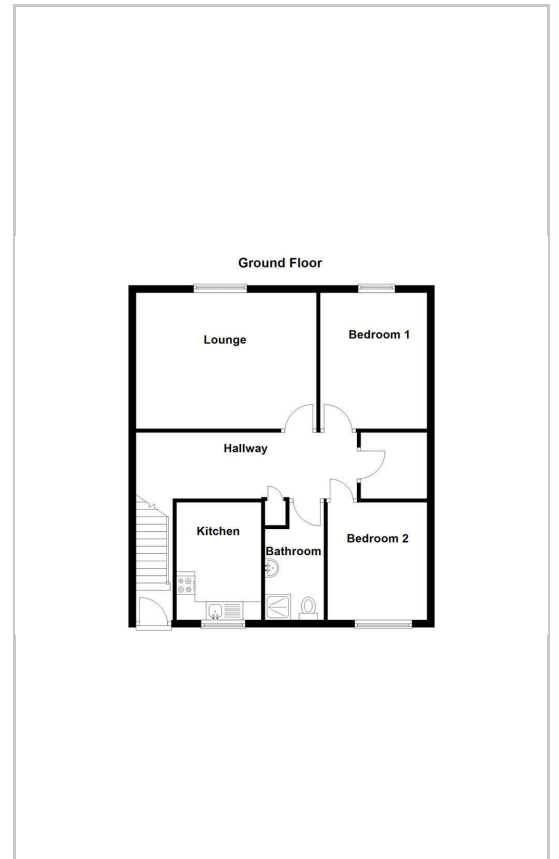 Ground Floor
Lounge
Bedroom 1
Hallway
Kitchen
Bathroom
Bedroom 2